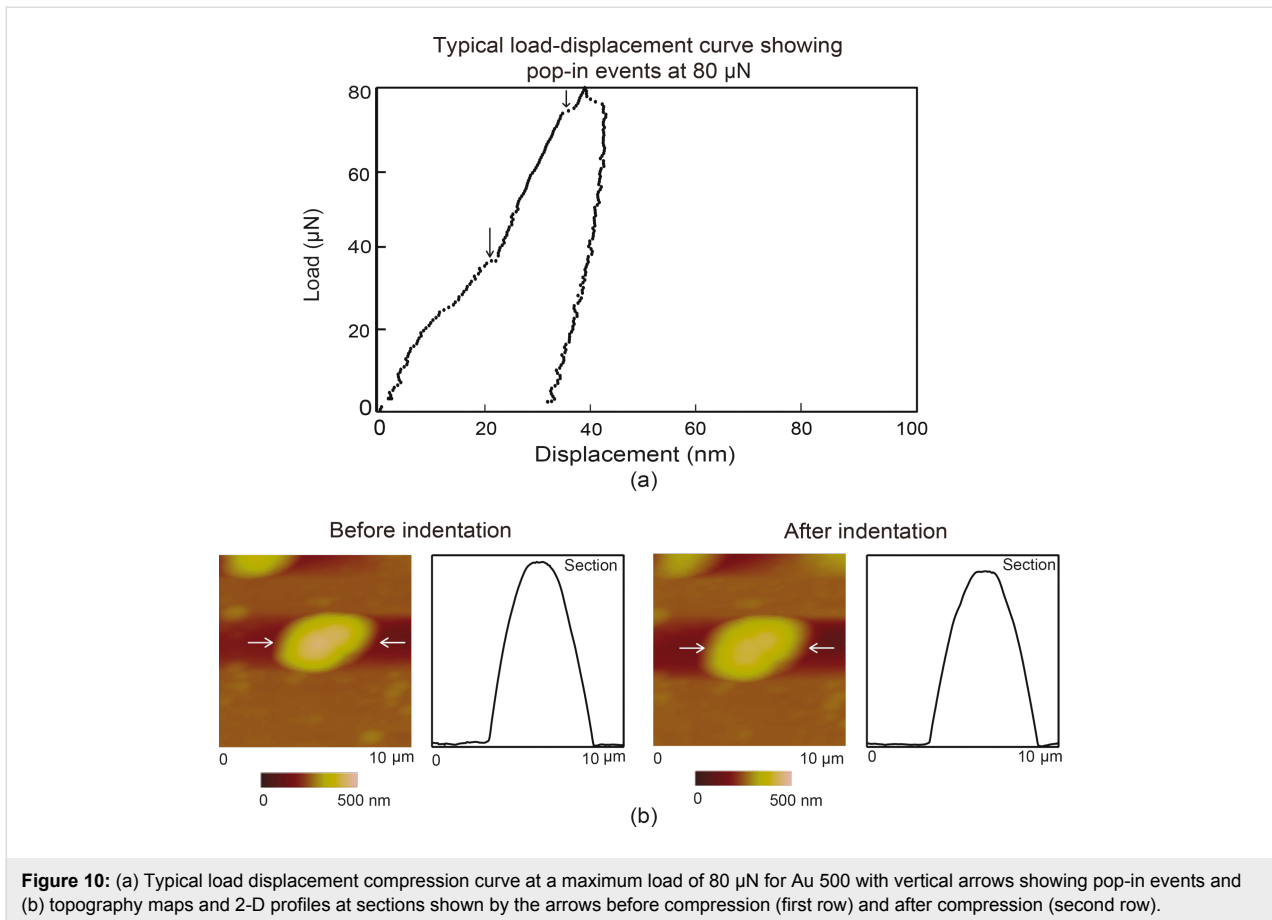 Typical load-displacement curve showing
pop-in events at 80 µN
80
60
40
20
0
Load (µN)
0 20 40 60 80 100
Displacement (nm)
(a)
Before indentation
After indentation
Section
Section
0 10 µm 0 10 µm 0 10 µm 0 10 µm
0 500 nm 0 500 nm
(b)
Figure 10: (a) Typical load displacement compression curve at a maximum load of 80 µN for Au 500 with vertical arrows showing pop-in events and
(b) topography maps and 2-D profiles at sections shown by the arrows before compression (first row) and after compression (second row).